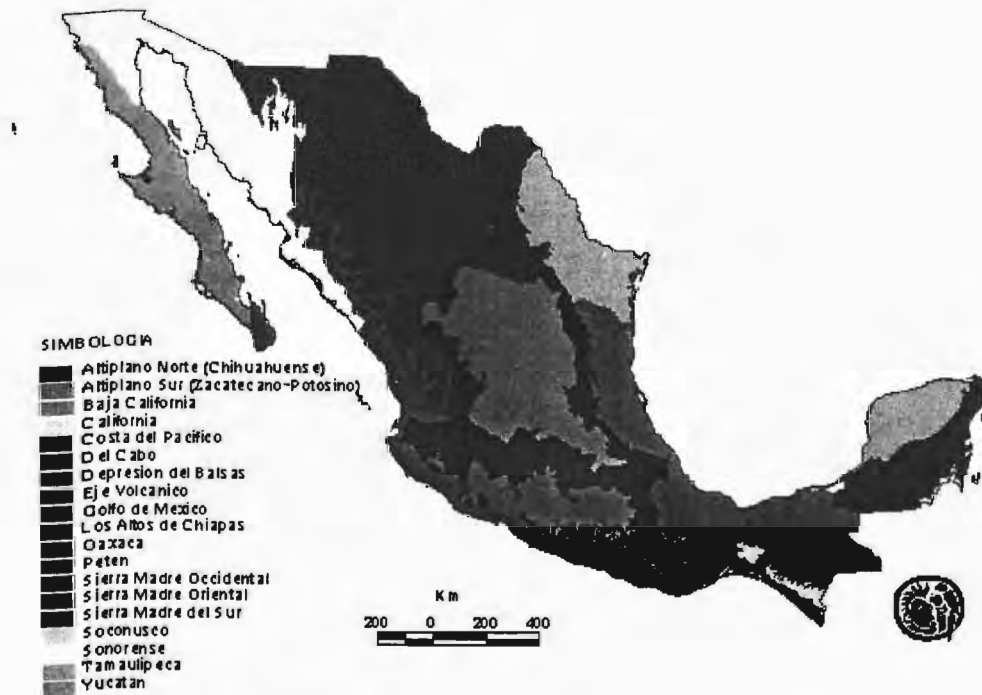 SIMBOLOGIA
Altiplano Norte (Chihuahuense)
Altiplano Sur (Zacatecano-Potosino)
Baja California
California
Costa del Pacifico
Del Cabo
Depresion del Balsas
Eje Volcanico
Golfo de Mexico
Los Altos de Chiapas
Oaxaca
Peten
Sierra Madre Occidental
Sierra Madre Oriental
Sierra Madre del Sur
Soconusco
Sonorense
Tamaulipeca
Yucatan
Km
200 0 200 400